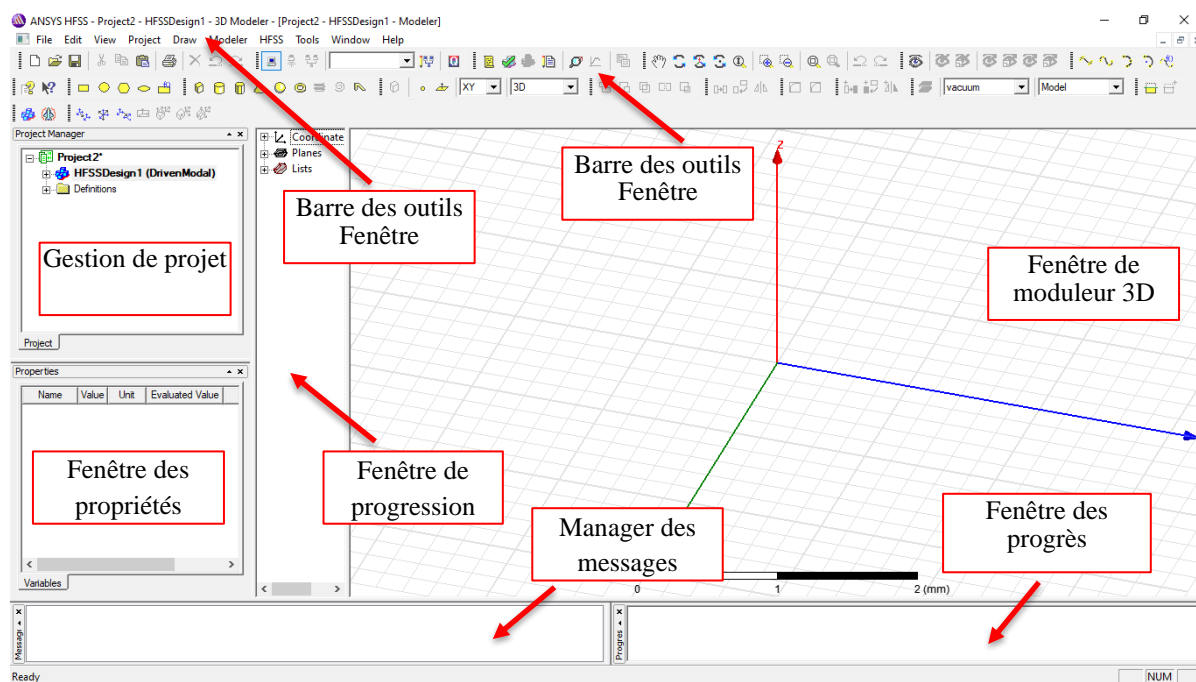 ANSYS HFSS - Project2 - HFSSDesign1 - 3D Modeler - [Project2 - HFSSDesign1 - Modeler]
File Edit View Project Draw Modeler HFSS Tools Window Help
XY 3D vacuum Model
Project Manager
Project2*
HFSSDesign1 (DrivenModal)
Definitions
Gestion de projet
Project
Coordinate
Planes
Lists
Barre des outils
Fenêtre
Barre des outils
Fenêtre
Z
Fenêtre de
moduleur 3D
Properties
Name Value Unit Evaluated Value
Fenêtre des
propriétés
Variables
Fenêtre de
progression
Manager des
messages
Fenêtre des
progrès
0 1 2 (mm)
Messag
Progres
Ready
NUM